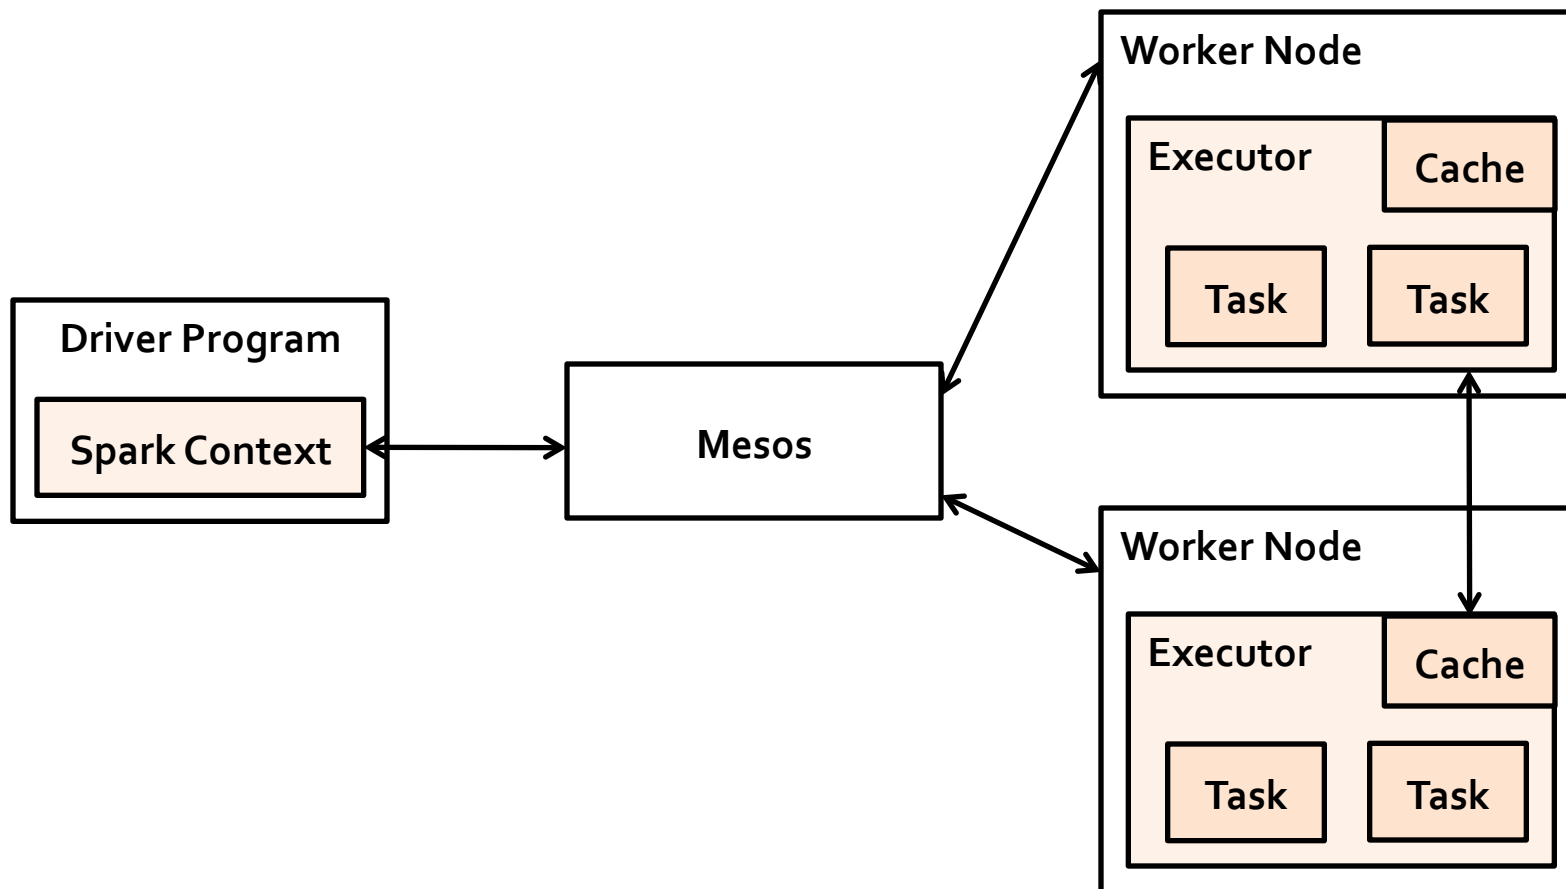 Driver Program
Spark Context
Mesos
Worker Node
Executor
Cache
Task
Task
Worker Node
Executor
Cache
Task
Task